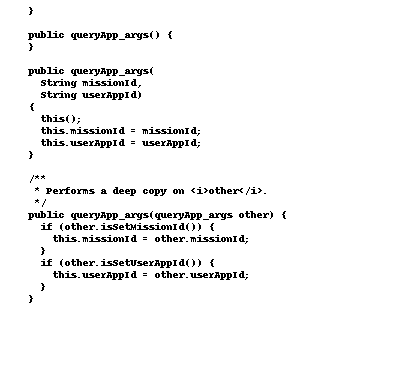 }
public queryApp_args() {
}
public queryApp_args(
String missionId,
String userAppId)
{
this();
this.missionId = missionId;
this.userAppId = userAppId;
}
/**
* Performs a deep copy on <i>other</i>.
*/
public queryApp_args(queryApp_args other) {
if (other.isSetMissionId()) {
this.missionId = other.missionId;
}
if (other.isSetUserAppId()) {
this.userAppId = other.userAppId;
}
}